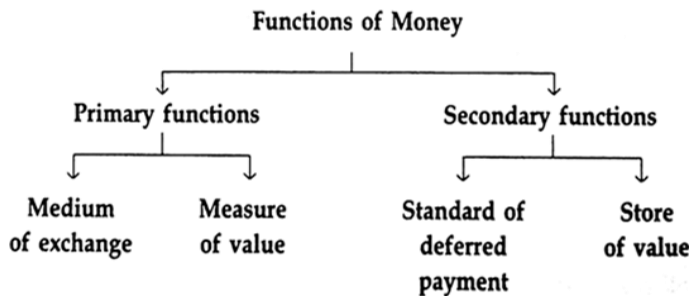 Functions of Money
Primary functions
Secondary functions
Medium
of exchange
Measure
of value
Standard of
deferred
payment
Store
of value